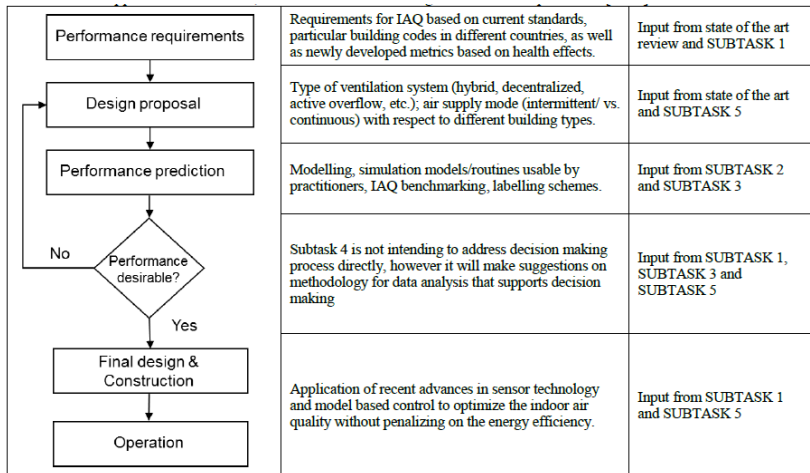 Performance requirements
Requirements for IAQ based on current standards,
particular building codes in different countries, as well
as newly developed metrics based on health effects.
Input from state of the art
review and SUBTASK 1
Design proposal
Type of ventilation system (hybrid, decentralized,
active overflow, etc.); air supply mode (intermittent/ vs.
continuous) with respect to different building types.
Input from state of the art
and SUBTASK 5
Performance prediction
Modelling, simulation models/routines usable by
practitioners, IAQ benchmarking, labelling schemes.
Input from SUBTASK 2
and SUBTASK 3
No
Performance
desirable?
Yes
Subtask 4 is not intending to address decision making
process directly, however it will make suggestions on
methodology for data analysis that supports decision
making
Input from SUBTASK 1,
SUBTASK 3 and
SUBTASK 5
Final design &
Construction
Operation
Application of recent advances in sensor technology
and model based control to optimize the indoor air
quality without penalizing on the energy efficiency.
Input from SUBTASK 1
and SUBTASK 5